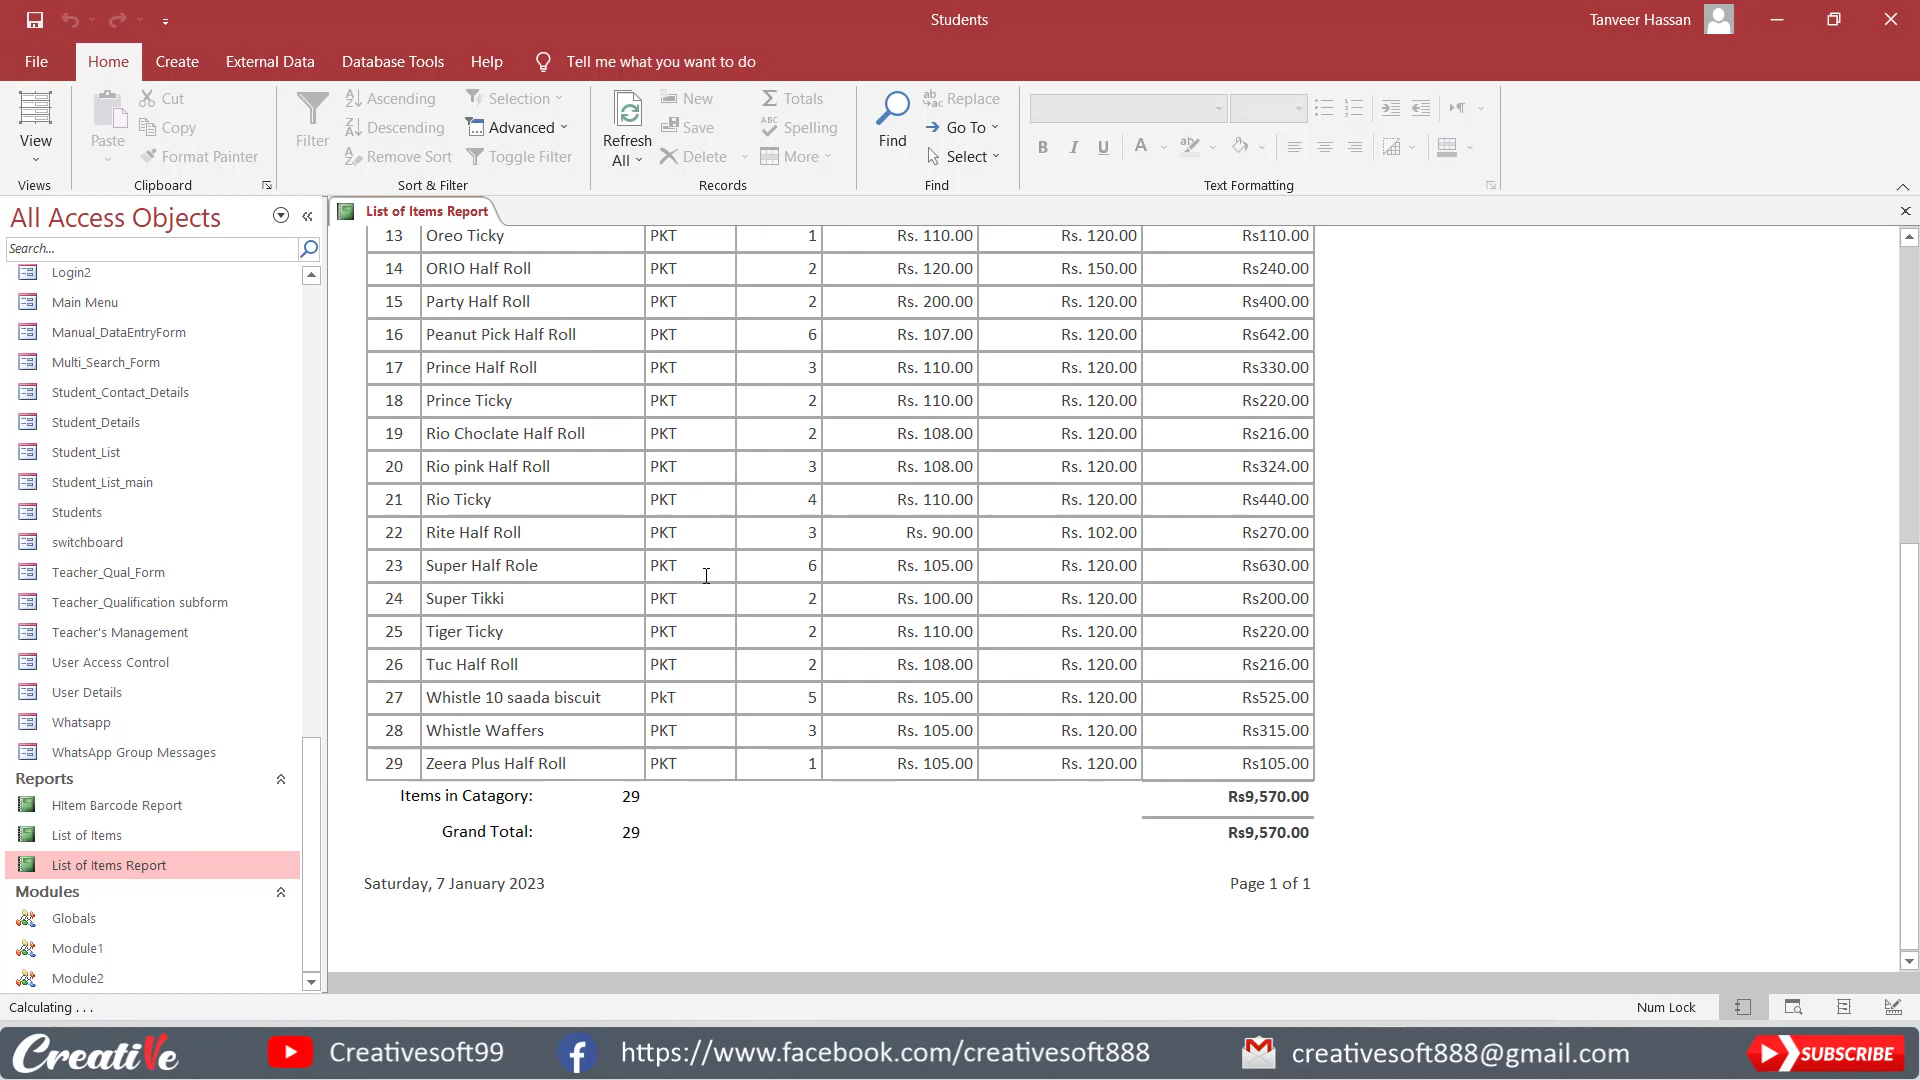 Students
Tanveer Hassan
File Home Create External Data Database Tools Help Tell me what you want to do
View
Views
Paste
Cut
Copy
Format Painter
Clipboard
Filter
Ascending
Descending
Remove Sort
Selection
Advanced
Toggle Filter
Sort & Filter
Refresh All
New
Save
Delete
Totals
Spelling
More
Records
Find
Replace
Go To
Select
Find
B I U A
Text Formatting
All Access Objects
Search...
Login2
Main Menu
Manual_DataEntryForm
Multi_Search_Form
Student_Contact_Details
Student_Details
Student_List
Student_List_main
Students
switchboard
Teacher_Qual_Form
Teacher_Qualification subform
Teacher's Management
User Access Control
User Details
Whatsapp
WhatsApp Group Messages
Reports
HItem Barcode Report
List of Items
List of Items Report
Modules
Globals
Module1
Module2
List of Items Report
13 Oreo Ticky PKT 1 Rs. 110.00 Rs. 120.00 Rs110.00
14 ORIO Half Roll PKT 2 Rs. 120.00 Rs. 150.00 Rs240.00
15 Party Half Roll PKT 2 Rs. 200.00 Rs. 120.00 Rs400.00
16 Peanut Pick Half Roll PKT 6 Rs. 107.00 Rs. 120.00 Rs642.00
17 Prince Half Roll PKT 3 Rs. 110.00 Rs. 120.00 Rs330.00
18 Prince Ticky PKT 2 Rs. 110.00 Rs. 120.00 Rs220.00
19 Rio Choclate Half Roll PKT 2 Rs. 108.00 Rs. 120.00 Rs216.00
20 Rio pink Half Roll PKT 3 Rs. 108.00 Rs. 120.00 Rs324.00
21 Rio Ticky PKT 4 Rs. 110.00 Rs. 120.00 Rs440.00
22 Rite Half Roll PKT 3 Rs. 90.00 Rs. 102.00 Rs270.00
23 Super Half Role PKT 6 Rs. 105.00 Rs. 120.00 Rs630.00
24 Super Tikki PKT 2 Rs. 100.00 Rs. 120.00 Rs200.00
25 Tiger Ticky PKT 2 Rs. 110.00 Rs. 120.00 Rs220.00
26 Tuc Half Roll PKT 2 Rs. 108.00 Rs. 120.00 Rs216.00
27 Whistle 10 saada biscuit PkT 5 Rs. 105.00 Rs. 120.00 Rs525.00
28 Whistle Waffers PKT 3 Rs. 105.00 Rs. 120.00 Rs315.00
29 Zeera Plus Half Roll PKT 1 Rs. 105.00 Rs. 120.00 Rs105.00
Items in Catagory: 29 Rs9,570.00
Grand Total: 29 Rs9,570.00
Saturday, 7 January 2023 Page 1 of 1
Calculating . . .
Num Lock
CreatiVe Creativesoft99 https://www.facebook.com/creativesoft888 creativesoft888@gmail.com SUBSCRIBE